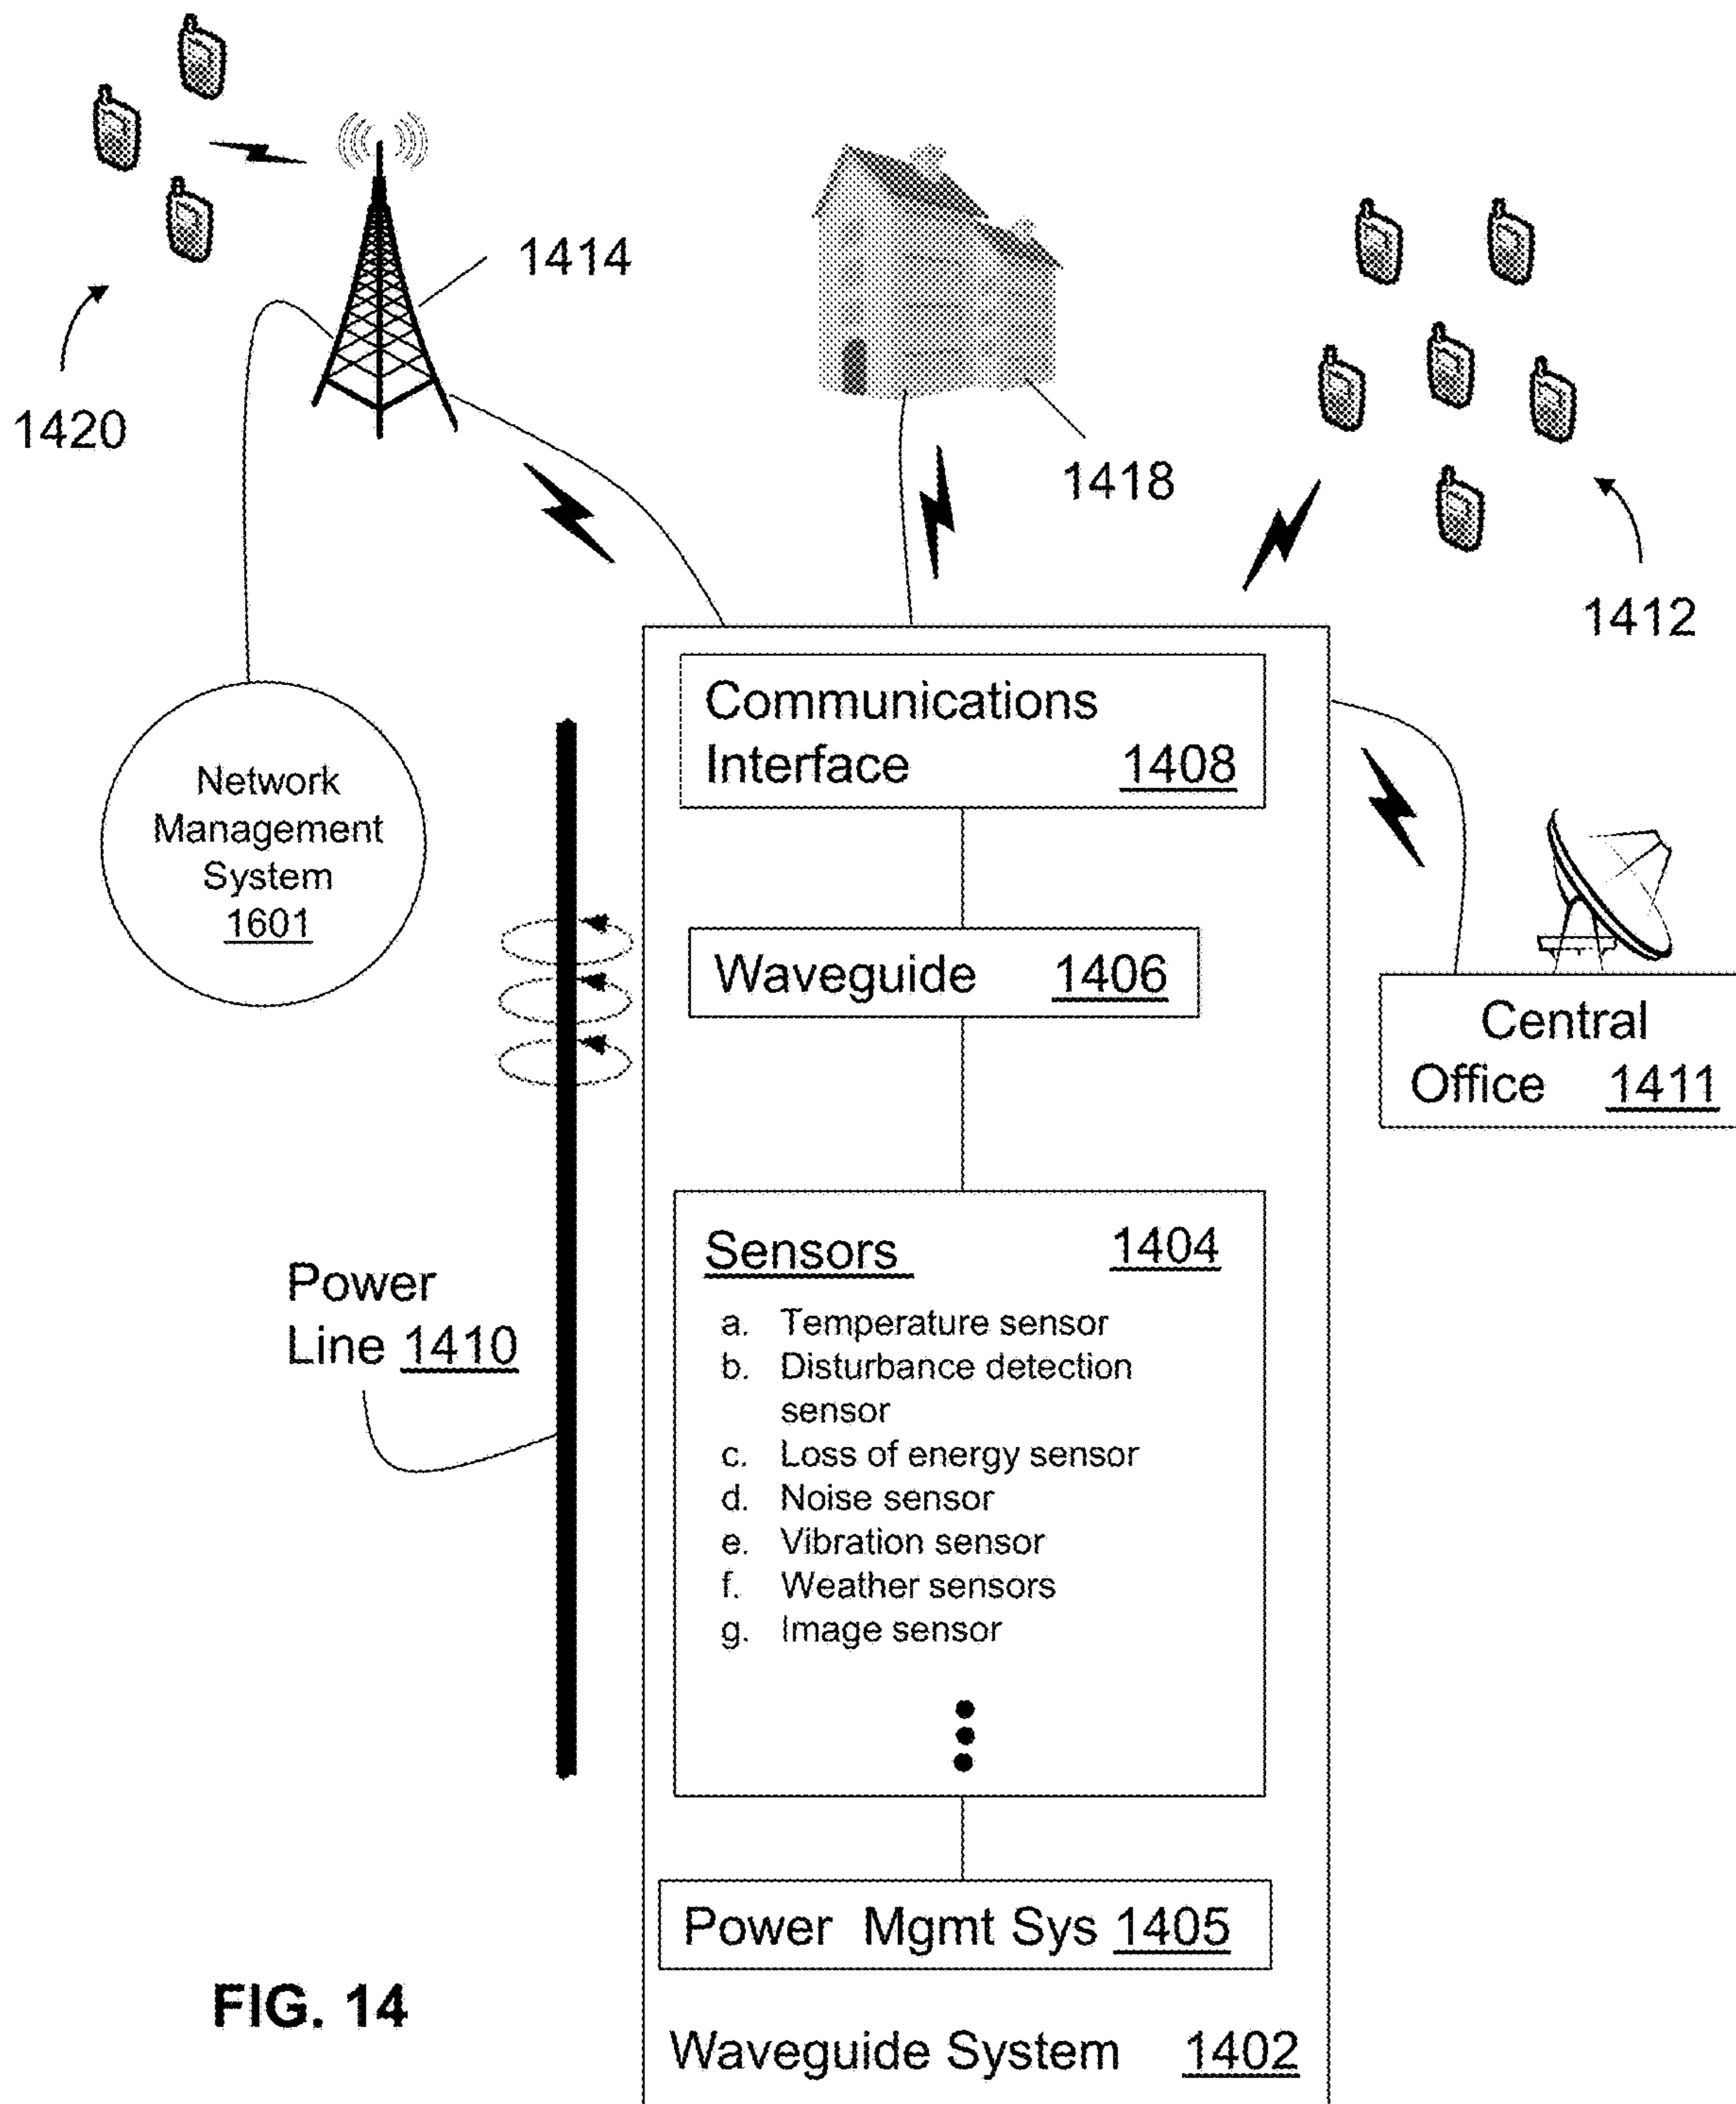 1414
1420
1418
1412
Communications
Interface 1408
Network
Management
System
1601
Waveguide 1406
Central
Office 1411
Sensors 1404
Power
Line 1410
a. Temperature sensor
b. Disturbance detection
sensor
c. Loss of energy sensor
d. Noise sensor
e. Vibration sensor
f. Weather sensors
g. Image sensor
Power Mgmt Sys 1405
FIG. 14
Waveguide System 1402